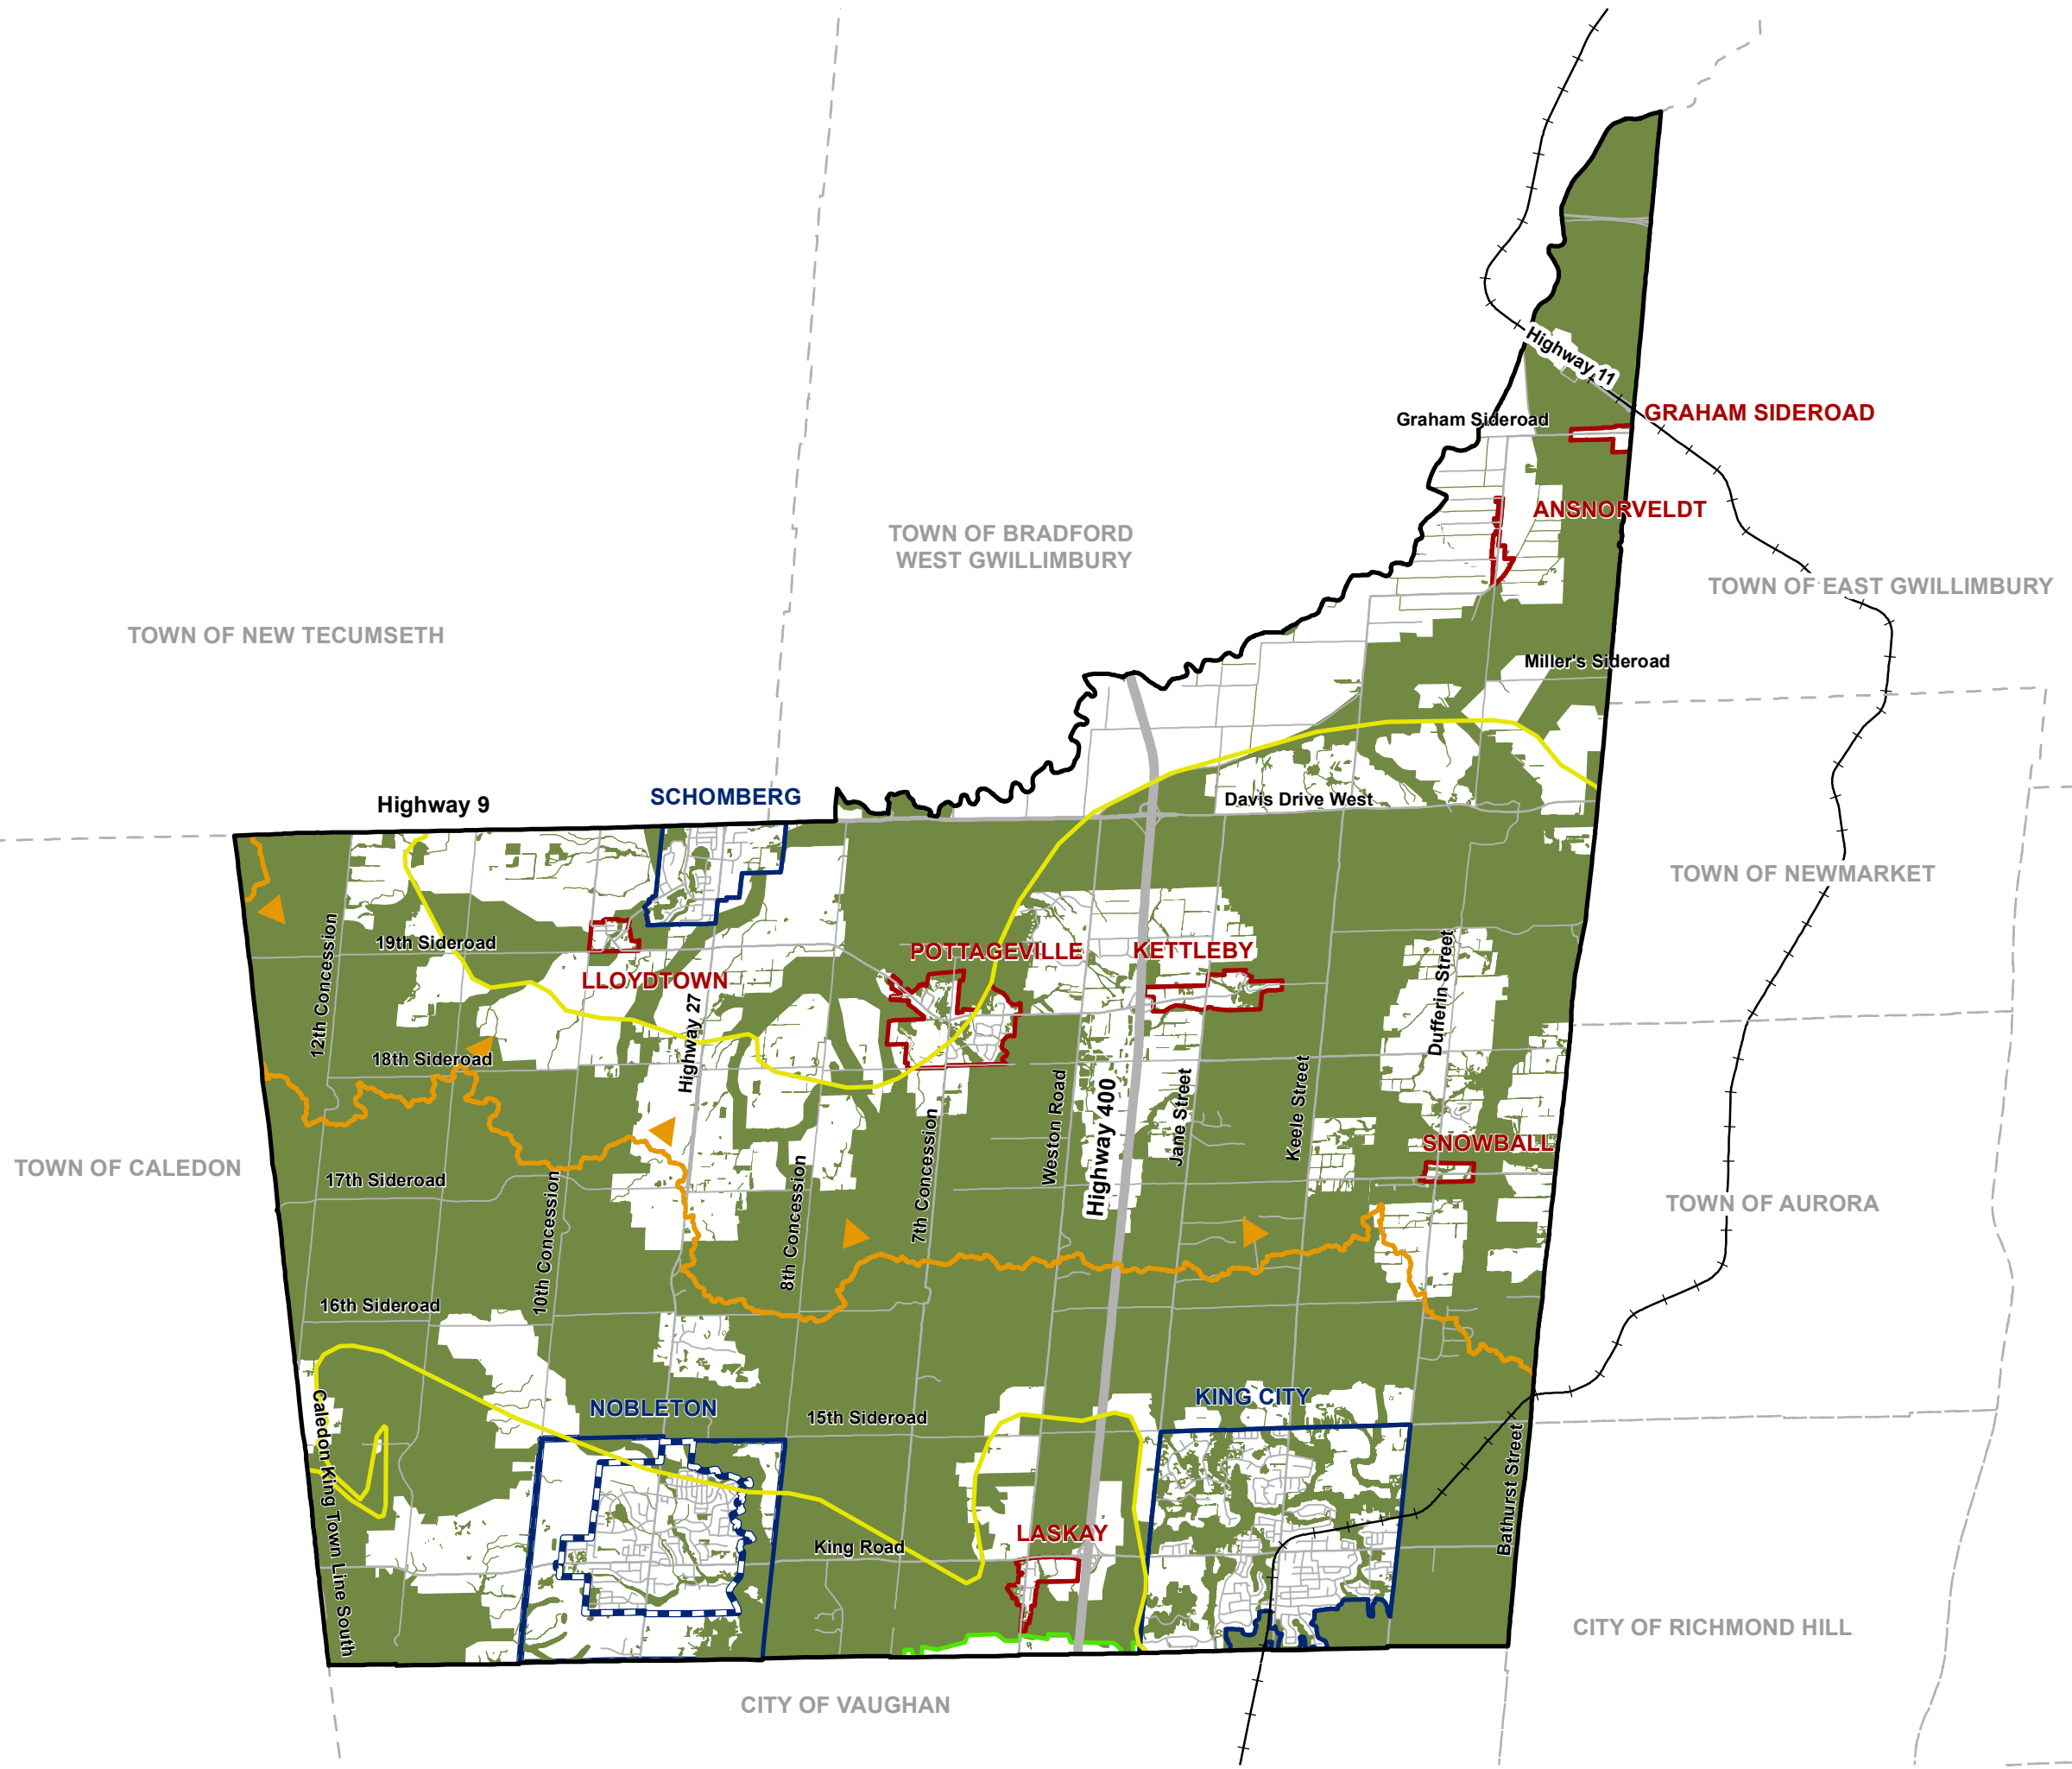 Highway 11
Graham Sideroad
GRAHAM SIDEROAD
ANSNORVELDT
TOWN OF BRADFORD
WEST GWILLIMBURY
TOWN OF EAST GWILLIMBURY
TOWN OF NEW TECUMSETH
Miller's Sideroad
Highway 9
SCHOMBERG
Davis Drive West
TOWN OF NEWMARKET
12th Concession
19th Sideroad
LLOYDTOWN
Highway 27
POTTAGEVILLE
KETTLEBY
Dufferin Street
18th Sideroad
Weston Road
Highway 400
Jane Street
Keele Street
SNOWBALL
TOWN OF CALEDON
17th Sideroad
10th Concession
8th Concession
7th Concession
TOWN OF AURORA
16th Sideroad
Caledon King Town Line South
NOBLETON
15th Sideroad
KING CITY
Bathurst Street
King Road
LASKAY
CITY OF RICHMOND HILL
CITY OF VAUGHAN